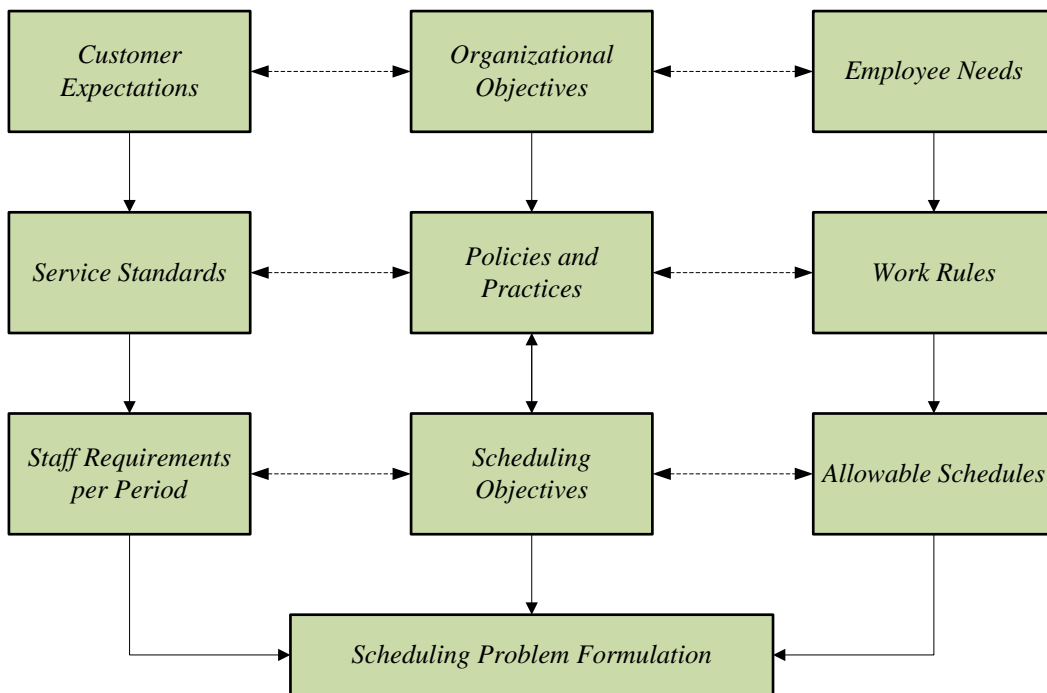 Customer
Expectations
Organizational
Objectives
Employee Needs
Service Standards
Policies and
Practices
Work Rules
Staff Requirements
per Period
Scheduling
Objectives
Allowable Schedules
Scheduling Problem Formulation